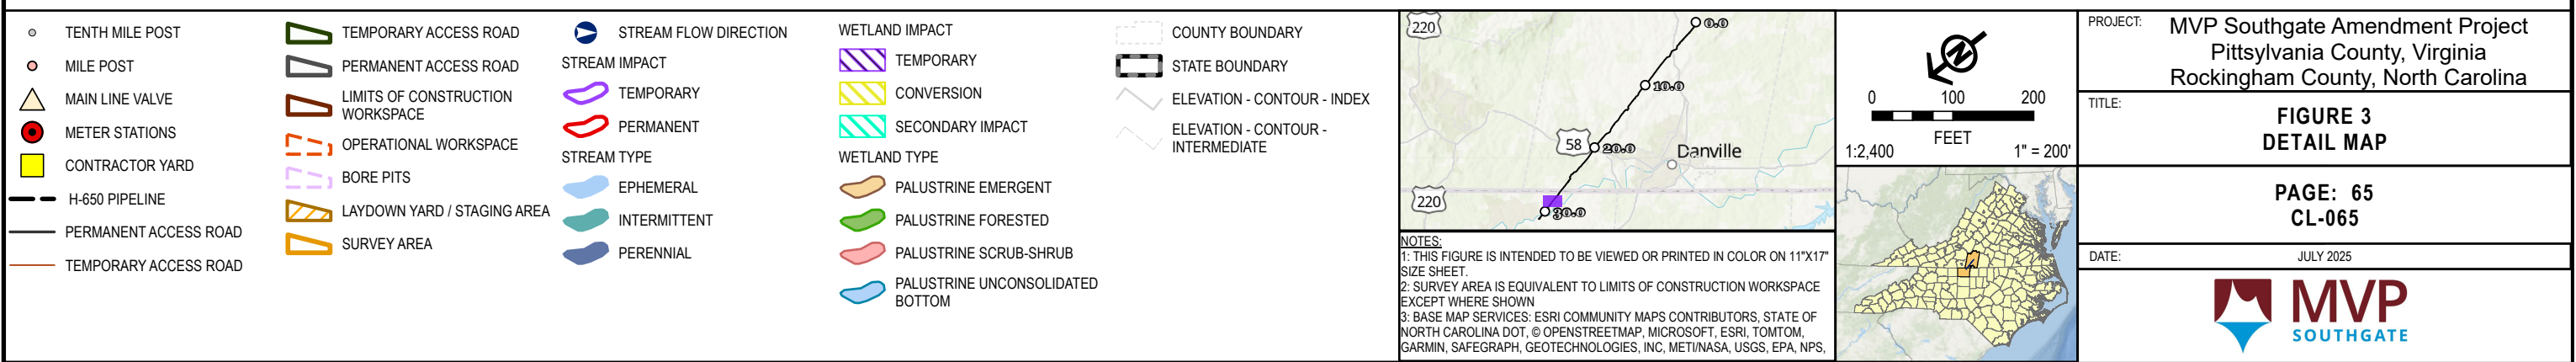 TENTH MILE POST
MILE POST
MAIN LINE VALVE
METER STATIONS
CONTRACTOR YARD
H-650 PIPELINE
PERMANENT ACCESS ROAD
TEMPORARY ACCESS ROAD
TEMPORARY ACCESS ROAD
PERMANENT ACCESS ROAD
LIMITS OF CONSTRUCTION
WORKSPACE
OPERATIONAL WORKSPACE
BORE PITS
LAYDOWN YARD / STAGING AREA
SURVEY AREA
STREAM FLOW DIRECTION
STREAM IMPACT
TEMPORARY
PERMANENT
STREAM TYPE
EPHEMERAL
INTERMITTENT
PERENNIAL
WETLAND IMPACT
TEMPORARY
CONVERSION
SECONDARY IMPACT
WETLAND TYPE
PALUSTRINE EMERGENT
PALUSTRINE FORESTED
PALUSTRINE SCRUB-SHRUB
PALUSTRINE UNCONSOLIDATED
BOTTOM
COUNTY BOUNDARY
STATE BOUNDARY
ELEVATION - CONTOUR - INDEX
ELEVATION - CONTOUR -
INTERMEDIATE
220
0.0
10.0
58
20.0
Danville
220
30.0
NOTES:
1: THIS FIGURE IS INTENDED TO BE VIEWED OR PRINTED IN COLOR ON 11"X17"
SIZE SHEET.
2: SURVEY AREA IS EQUIVALENT TO LIMITS OF CONSTRUCTION WORKSPACE
EXCEPT WHERE SHOWN
3: BASE MAP SERVICES: ESRI COMMUNITY MAPS CONTRIBUTORS, STATE OF
NORTH CAROLINA DOT, © OPENSTREETMAP, MICROSOFT, ESRI, TOMTOM,
GARMIN, SAFEGRAPH, GEOTECHNOLOGIES, INC, METI/NASA, USGS, EPA, NPS,
N
0 100 200
FEET
1:2,400 1" = 200'
PROJECT: MVP Southgate Amendment Project
Pittsylvania County, Virginia
Rockingham County, North Carolina
TITLE:
FIGURE 3
DETAIL MAP
PAGE: 65
CL-065
DATE: JULY 2025
MVP
SOUTHGATE